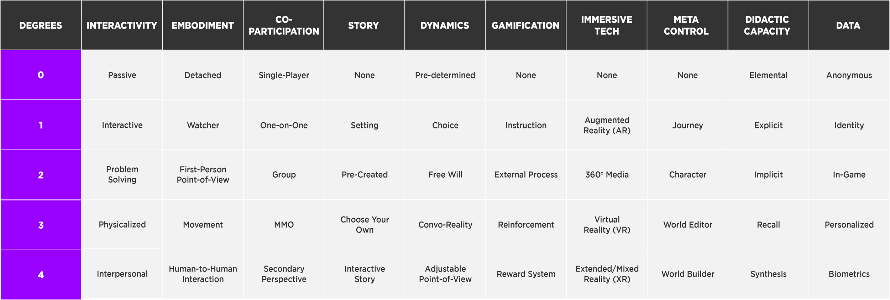 DEGREES INTERACTIVITY EMBODIMENT CO-PARTICIPATION STORY DYNAMICS GAMIFICATION IMMERSIVE TECH META CONTROL DIDACTIC CAPACITY DATA
0 Passive Detached Single-Player None Pre-determined None None None Elemental Anonymous
1 Interactive Watcher One-on-One Setting Choice Instruction Augmented Reality (AR) Journey Explicit Identity
2 Problem Solving First-Person Point-of-View Group Pre-Created Free Will External Process 360° Media Character Implicit In-Game
3 Physicalized Movement MMO Choose Your Own Convo-Reality Reinforcement Virtual Reality (VR) World Editor Recall Personalized
4 Interpersonal Human-to-Human Interaction Secondary Perspective Interactive Story Adjustable Point-of-View Reward System Extended/Mixed Reality (XR) World Builder Synthesis Biometrics